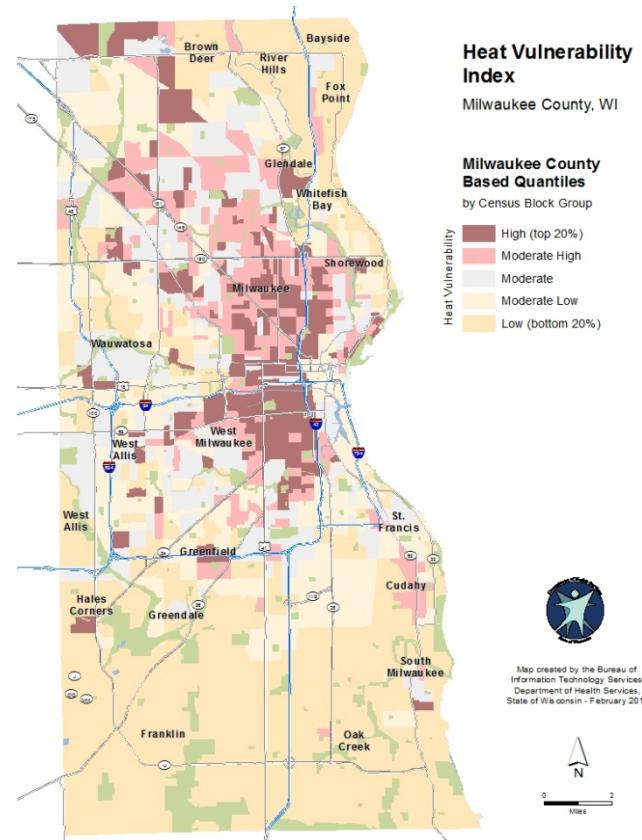 Heat Vulnerability
Index
Milwaukee County, WI
Milwaukee County
Based Quantiles
by Census Block Group
Heat Vulnerability
High (top 20%)
Moderate High
Moderate
Moderate Low
Low (bottom 20%)
Bayside
Brown
Deer
River
Hills
Fox
Point
Glendale
Whitefish
Bay
Shorewood
Milwaukee
Wauwatosa
West
Milwaukee
West
Allis
West
Allis
St.
Francis
Greenfield
Cudahy
Hales
Corners
Greendale
South
Milwaukee
Franklin
Oak
Creek
Map created by the Bureau of
Information Technology Services,
Department of Health Services,
State of Wisconsin - February 201
N
0
2
Miles